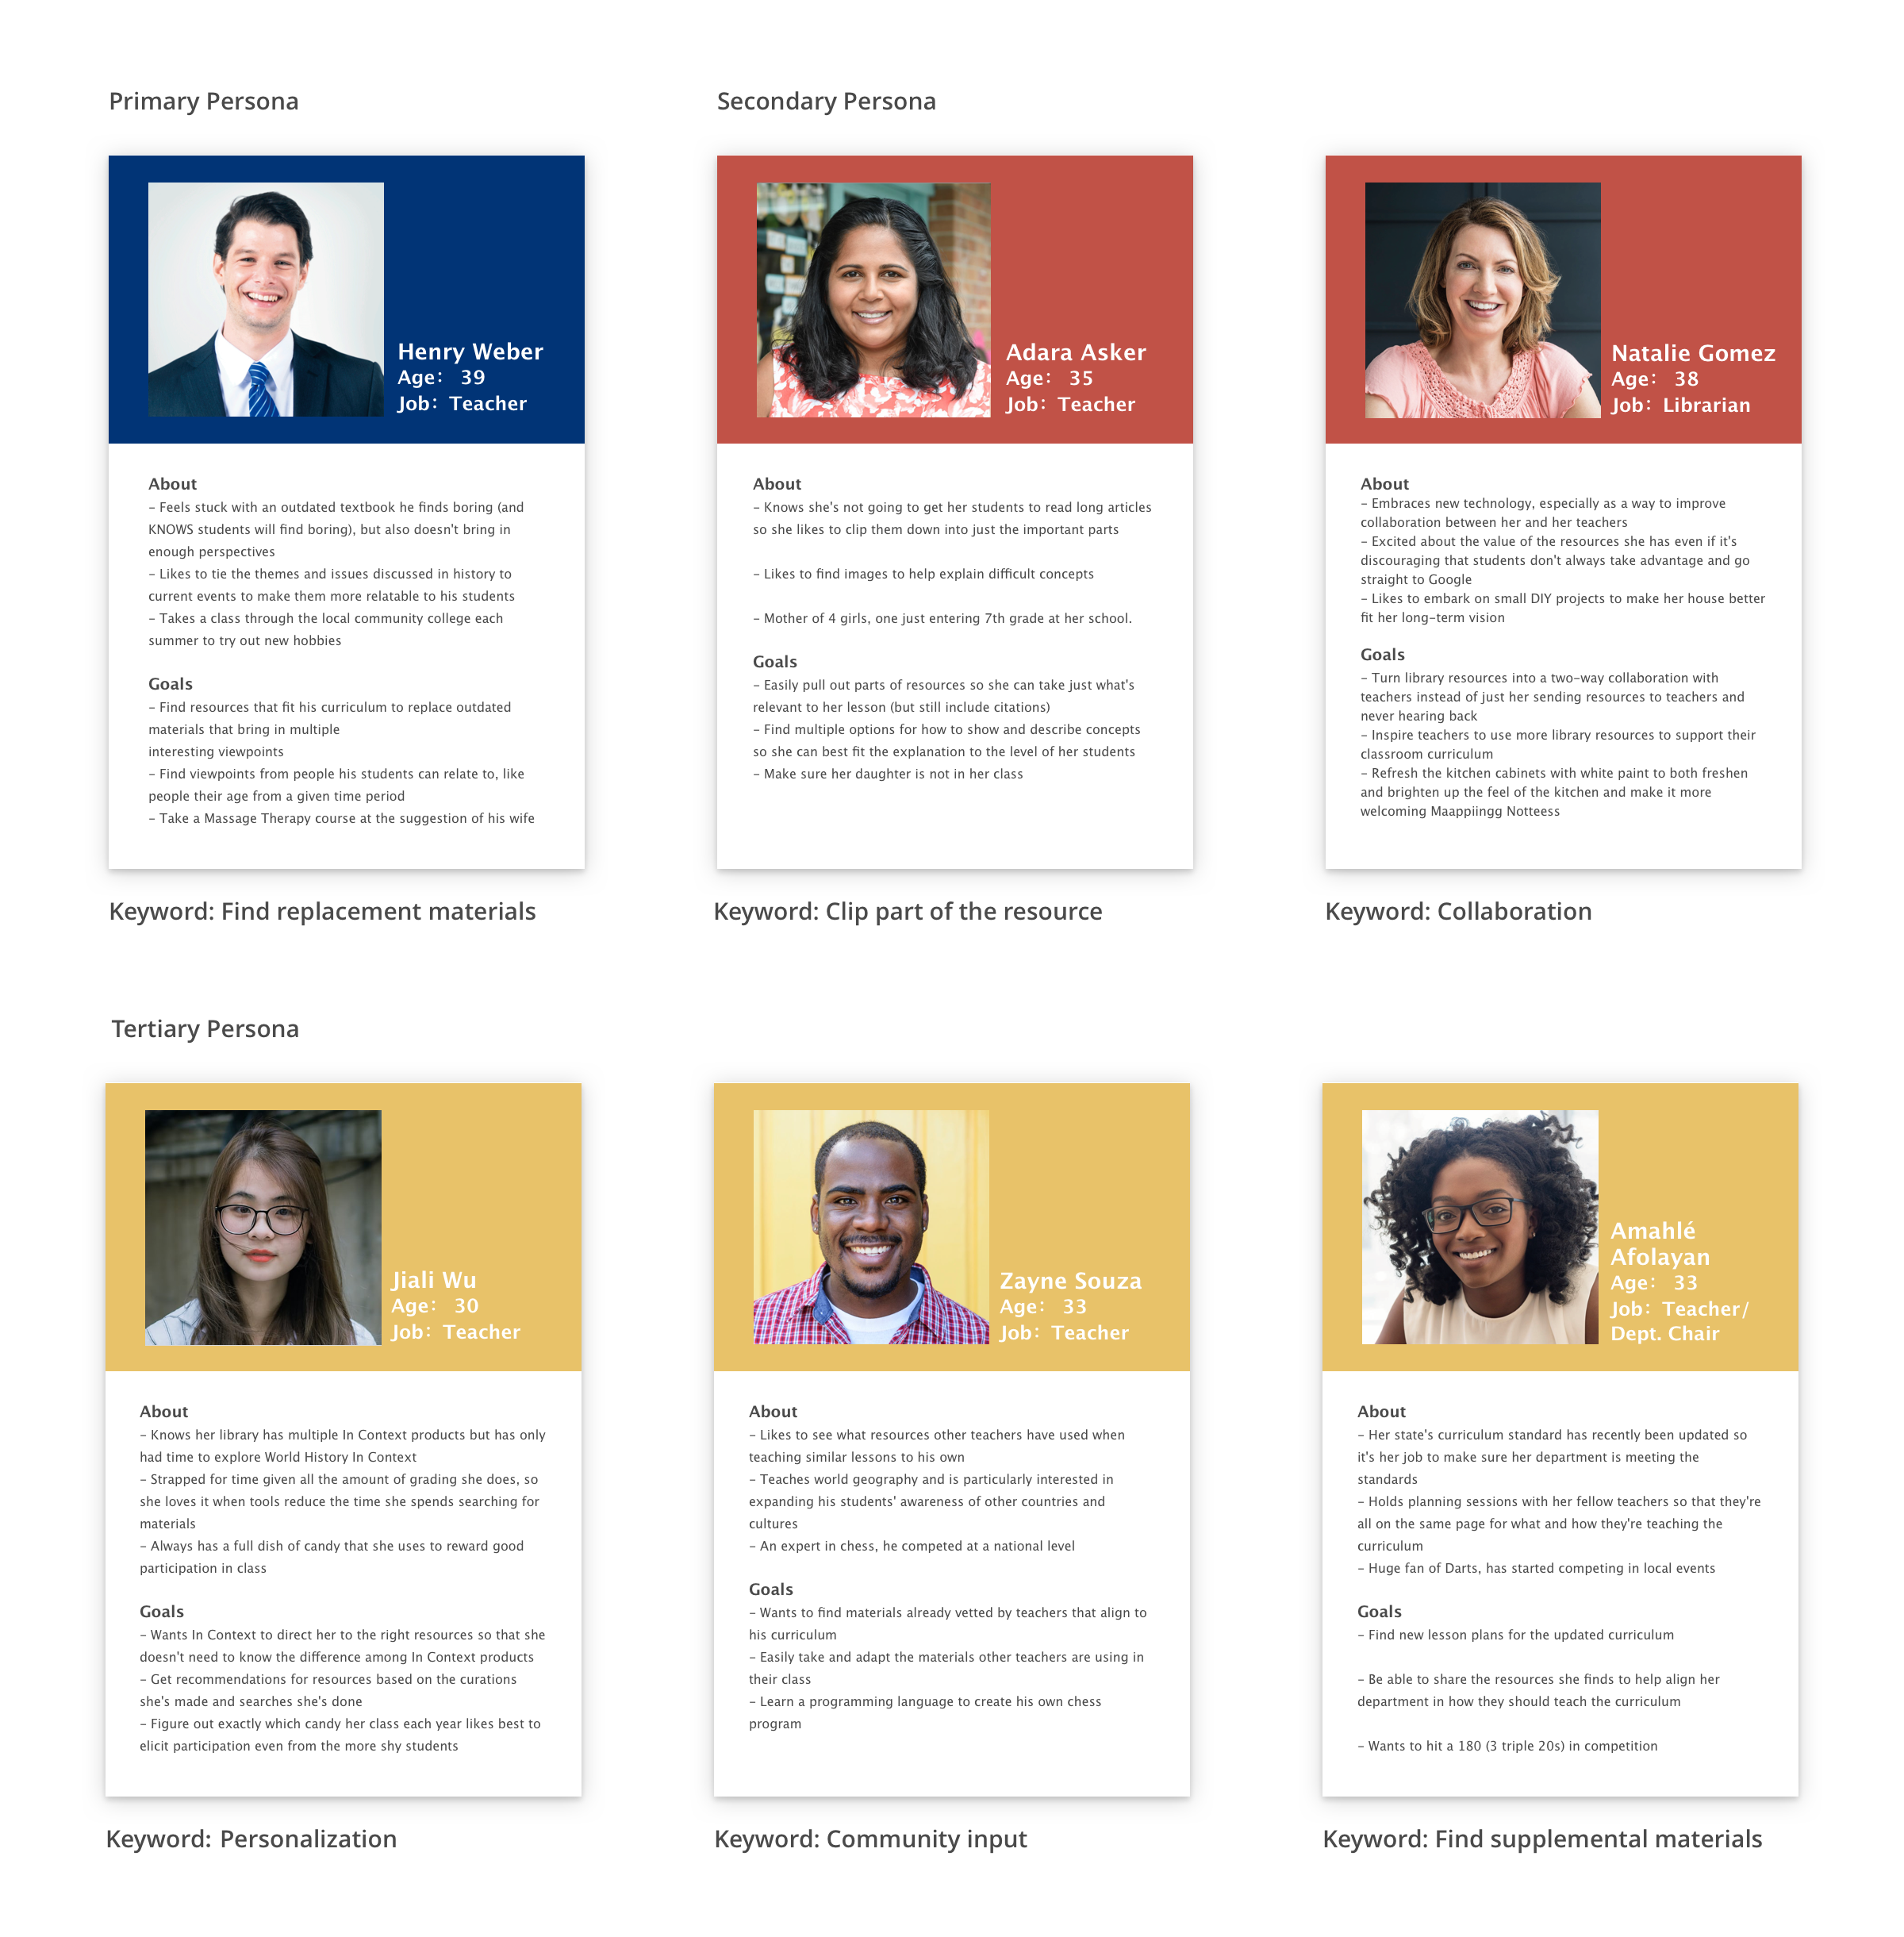 Primary Persona
Secondary Persona
Henry Weber
Age: 39
Job: Teacher
About
- Feels stuck with an outdated textbook he finds boring (and
KNOWS students will find boring), but also doesn't bring in
enough perspectives
- Likes to tie the themes and issues discussed in history to
current events to make them more relatable to his students
- Takes a class through the local community college each
summer to try out new hobbies
Goals
- Find resources that fit his curriculum to replace outdated
materials that bring in multiple
interesting viewpoints
- Find viewpoints from people his students can relate to, like
people their age from a given time period
- Take a Massage Therapy course at the suggestion of his wife
Keyword: Find replacement materials
Adara Asker
Age: 35
Job: Teacher
About
- Knows she's not going to get her students to read long articles
so she likes to clip them down into just the important parts
- Likes to find images to help explain difficult concepts
- Mother of 4 girls, one just entering 7th grade at her school.
Goals
- Easily pull out parts of resources so she can take just what's
relevant to her lesson (but still include citations)
- Find multiple options for how to show and describe concepts
so she can best fit the explanation to the level of her students
- Make sure her daughter is not in her class
Keyword: Clip part of the resource
Natalie Gomez
Age: 38
Job: Librarian
About
- Embraces new technology, especially as a way to improve
collaboration between her and her teachers
- Excited about the value of the resources she has even if it's
discouraging that students don't always take advantage and go
straight to Google
- Likes to embark on small DIY projects to make her house better
fit her long-term vision
Goals
- Turn library resources into a two-way collaboration with
teachers instead of just her sending resources to teachers and
never hearing back
- Inspire teachers to use more library resources to support their
classroom curriculum
- Refresh the kitchen cabinets with white paint to both freshen
and brighten up the feel of the kitchen and make it more
welcoming Maappiingg Notteess
Keyword: Collaboration
Tertiary Persona
Jiali Wu
Age: 30
Job: Teacher
About
- Knows her library has multiple In Context products but has only
had time to explore World History In Context
- Strapped for time given all the amount of grading she does, so
she loves it when tools reduce the time she spends searching for
materials
- Always has a full dish of candy that she uses to reward good
participation in class
Goals
- Wants In Context to direct her to the right resources so that she
doesn't need to know the difference among In Context products
- Get recommendations for resources based on the curations
she's made and searches she's done
- Figure out exactly which candy her class each year likes best to
elicit participation even from the more shy students
Keyword: Personalization
Zayne Souza
Age: 33
Job: Teacher
About
- Likes to see what resources other teachers have used when
teaching similar lessons to his own
- Teaches world geography and is particularly interested in
expanding his students' awareness of other countries and
cultures
- An expert in chess, he competed at a national level
Goals
- Wants to find materials already vetted by teachers that align to
his curriculum
- Easily take and adapt the materials other teachers are using in
their class
- Learn a programming language to create his own chess
program
Keyword: Community input
Amahlé
Afolayan
Age: 33
Job: Teacher/
Dept. Chair
About
- Her state's curriculum standard has recently been updated so
it's her job to make sure her department is meeting the
standards
- Holds planning sessions with her fellow teachers so that they're
all on the same page for what and how they're teaching the
curriculum
- Huge fan of Darts, has started competing in local events
Goals
- Find new lesson plans for the updated curriculum
- Be able to share the resources she finds to help align her
department in how they should teach the curriculum
- Wants to hit a 180 (3 triple 20s) in competition
Keyword: Find supplemental materials